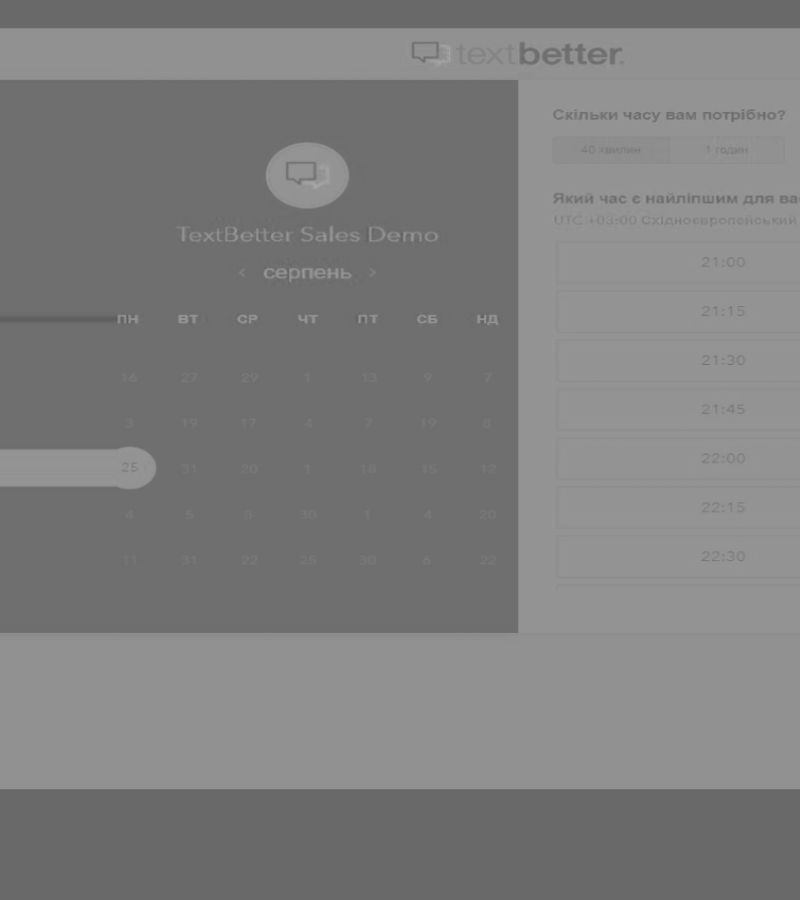 textbetter.
TextBetter Sales Demo
‹ серпень ›
ПН ВТ СР ЧТ ПТ СБ НД
16 27 29 1 13 9 7
3 19 17 4 7 19 8
25 31 20 1 18 15 12
4 5 8 30 1 4 20
11 31 22 25 30 6 22
Скільки часу вам потрібно?
40 хвилин 1 годин
Який час є найліпшим для ва
UTC +03:00 Східноєвропейський
21:00
21:15
21:30
21:45
22:00
22:15
22:30